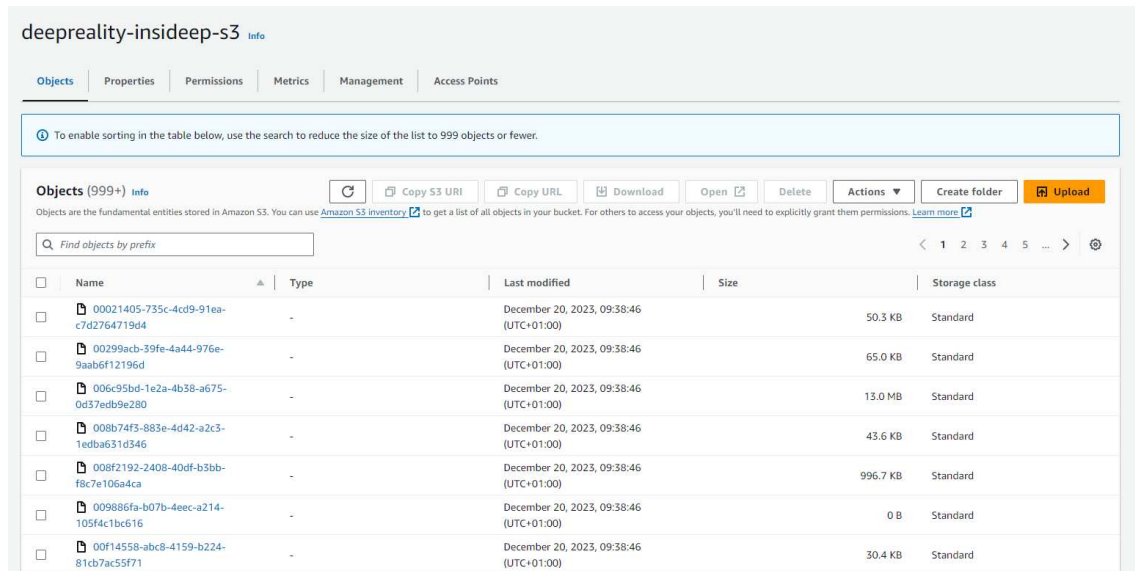 deepreality-insideep-s3 Info
Objects Properties Permissions Metrics Management Access Points
To enable sorting in the table below, use the search to reduce the size of the list to 999 objects or fewer.
Objects (999+) Info Copy S3 URI Copy URL Download Open Delete Actions ▼ Create folder Upload
Objects are the fundamental entities stored in Amazon S3. You can use Amazon S3 inventory to get a list of all objects in your bucket. For others to access your objects, you'll need to explicitly grant them permissions. Learn more
Find objects by prefix < 1 2 3 4 5 ... >
Name Type Last modified Size Storage class
00021405-735c-4cd9-91ea- December 20, 2023, 09:38:46
c7d2764719d4 - (UTC+01:00) 50.3 KB Standard
00299acb-39fe-4a44-976e- December 20, 2023, 09:38:46
9aab6f12196d - (UTC+01:00) 65.0 KB Standard
006c95bd-1e2a-4b38-a675- December 20, 2023, 09:38:46
0d37edb9e280 - (UTC+01:00) 13.0 MB Standard
008b74f3-883e-4d42-a2c3- December 20, 2023, 09:38:46
1edba631d346 - (UTC+01:00) 43.6 KB Standard
008f2192-2408-40df-b3bb- December 20, 2023, 09:38:46
f8c7e106a4ca - (UTC+01:00) 996.7 KB Standard
009886fa-b07b-4eec-a214- December 20, 2023, 09:38:46
105f4c1bc616 - (UTC+01:00) 0 B Standard
00f14558-abc8-4159-b224- December 20, 2023, 09:38:46
81cb7ac55f71 - (UTC+01:00) 30.4 KB Standard